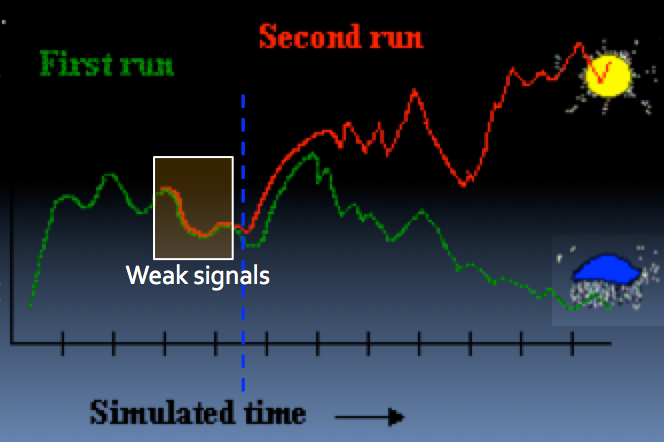 Second run
First run
Weak signals
Simulated time